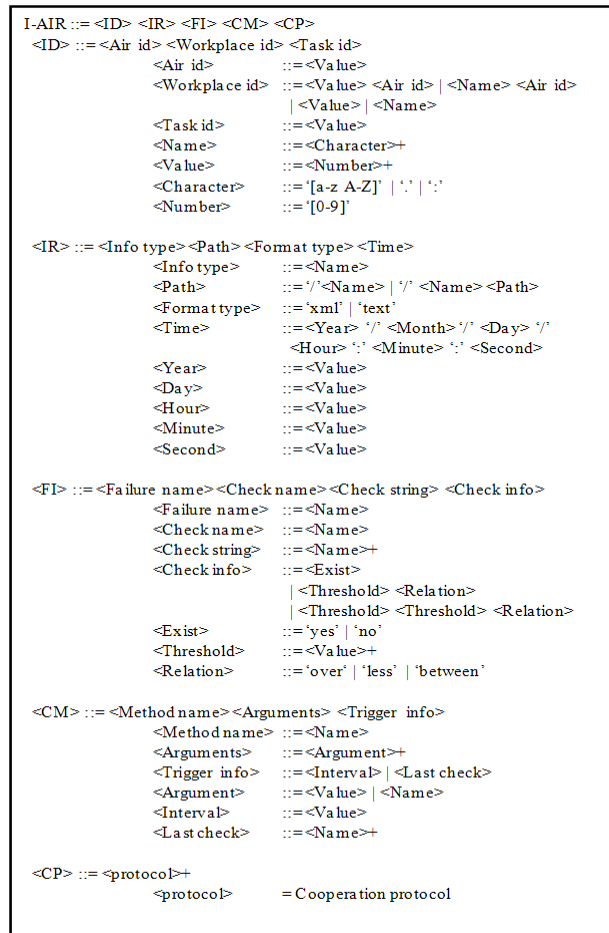 I-AIR ::= <ID> <IR> <FI> <CM> <CP>
<ID> ::= <Air id> <Workplace id> <Task id>
<Air id> ::= <Value>
<Workplace id> ::= <Value> <Air id> | <Name> <Air id>
| <Value> | <Name>
<Task id> ::= <Value>
<Name> ::= <Character>+
<Value> ::= <Number>+
<Character> ::= ‘[a-z A-Z]’ | ‘.’ | ‘:’
<Number> ::= ‘[0-9]’
<IR> ::= <Info type> <Path> <Format type> <Time>
<Info type> ::= <Name>
<Path> ::= ‘/’<Name> | ‘/’ <Name> <Path>
<Format type> ::= ‘xml’ | ‘text’
<Time> ::= <Year> ‘/’ <Month> ‘/’ <Day> ‘/’
<Hour> ‘:’ <Minute> ‘:’ <Second>
<Year> ::= <Value>
<Day> ::= <Value>
<Hour> ::= <Value>
<Minute> ::= <Value>
<Second> ::= <Value>
<FI> ::= <Failure name> <Check name> <Check string> <Check info>
<Failure name> ::= <Name>
<Check name> ::= <Name>
<Check string> ::= <Name>+
<Check info> ::= <Exist>
| <Threshold> <Relation>
| <Threshold> <Threshold> <Relation>
<Exist> ::= ‘yes’ | ‘no’
<Threshold> ::= <Value>+
<Relation> ::= ‘over‘ | ‘less’ | ‘between’
<CM> ::= <Method name> <Arguments> <Trigger info>
<Method name> ::= <Name>
<Arguments> ::= <Argument>+
<Trigger info> ::= <Interval> | <Last check>
<Argument> ::= <Value> | <Name>
<Interval> ::= <Value>
<Last check> ::= <Name>+
<CP> ::= <protocol>+
<protocol> = Cooperation protocol